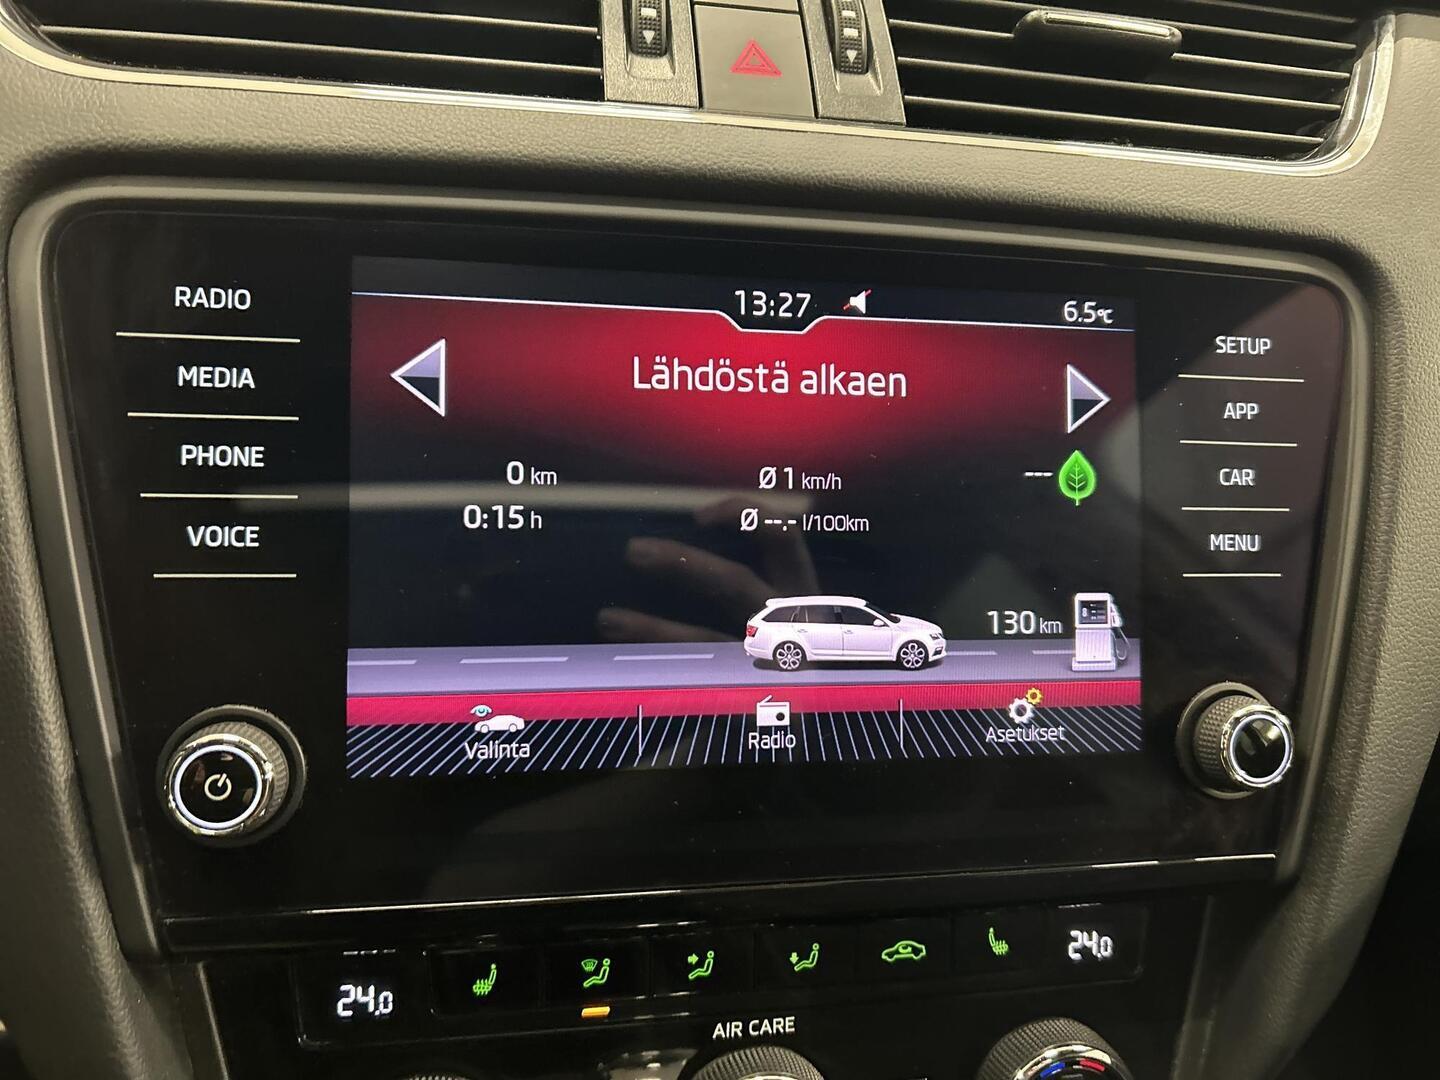 RADIO
MEDIA
PHONE
VOICE
13:27
6.5°C
Lähdöstä alkaen
0 km
Ø 1 km/h
---
0:15 h
Ø --.- l/100km
130 km
Valinta
Radio
Asetukset
SETUP
APP
CAR
MENU
24.0
24.0
AIR CARE